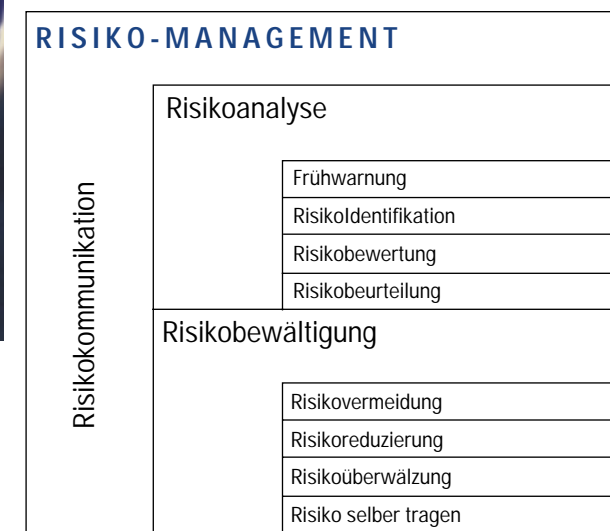 RISIKO-MANAGEMENT
Risikokommunikation
Risikoanalyse
Frühwarnung
RisikoIdentifikation
Risikobewertung
Risikobeurteilung
Risikobewältigung
Risikovermeidung
Risikoreduzierung
Risikoüberwälzung
Risiko selber tragen